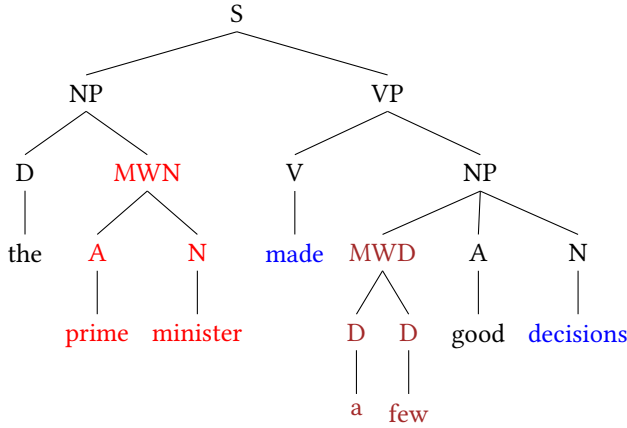 S
NP VP
D MWN V NP
the A N made MWD A N
prime minister D D good decisions
a few